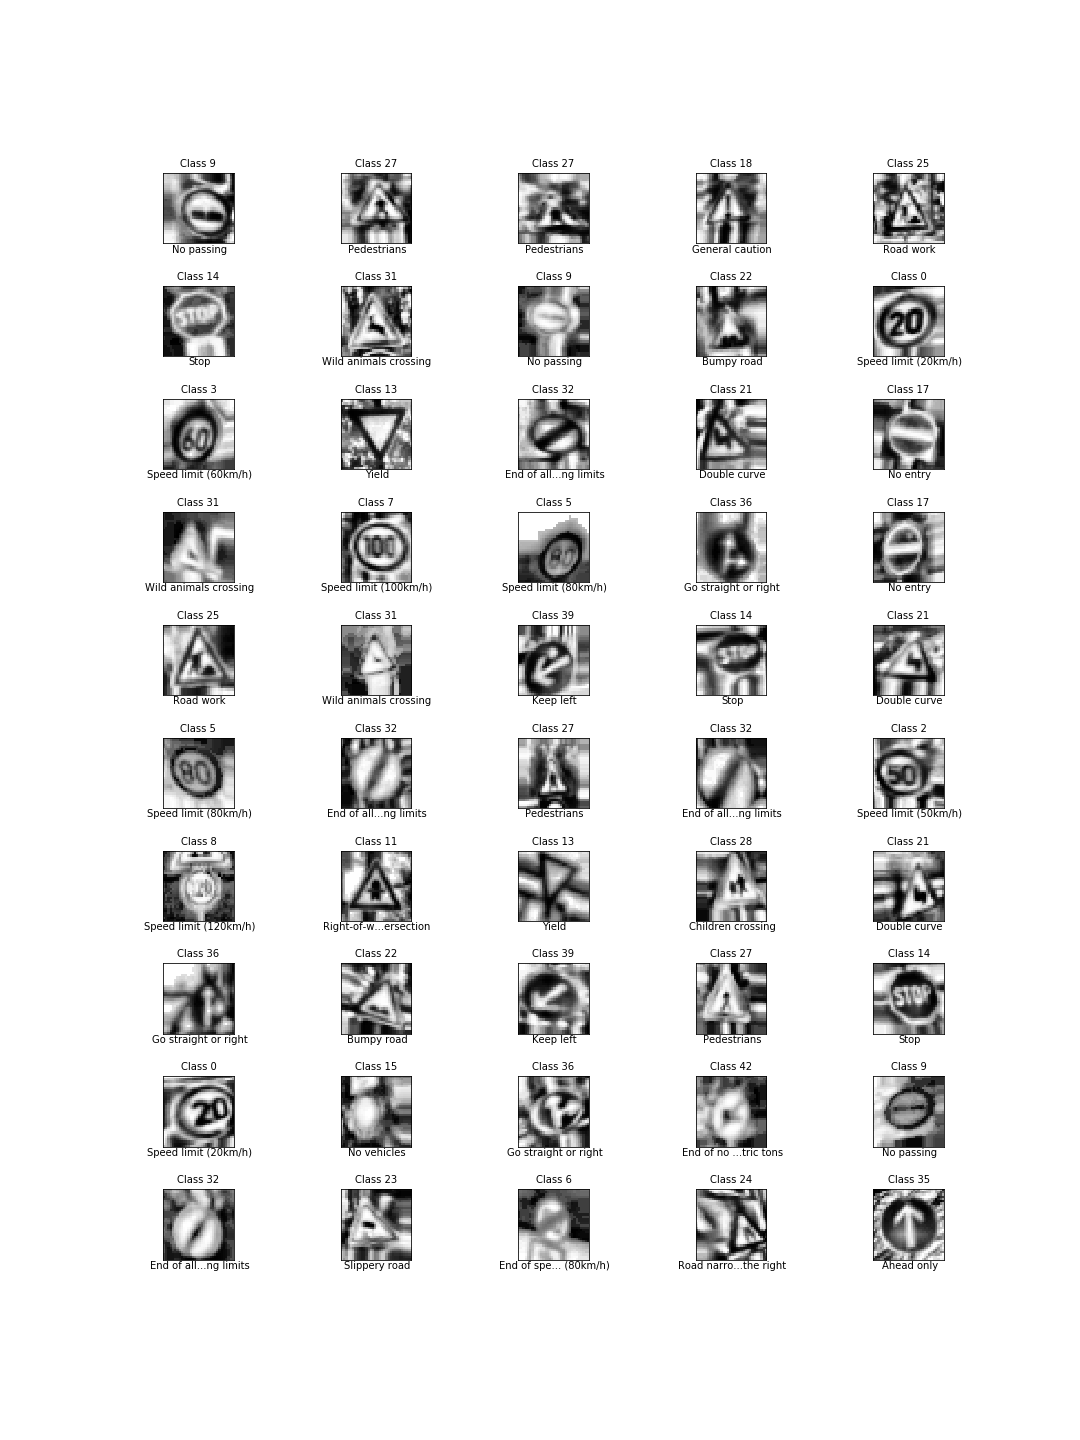 Class 9
Class 27
Class 27
Class 18
Class 25
No passing
Pedestrians
Pedestrians
General caution
Road work
Class 14
Class 31
Class 9
Class 22
Class 0
STOP
20
Stop
Wild animals crossing
No passing
Bumpy road
Speed limit (20km/h)
Class 3
Class 13
Class 32
Class 21
Class 17
60
Speed limit (60km/h)
Yield
End of all...ng limits
Double curve
No entry
Class 31
Class 7
Class 5
Class 36
Class 17
100
80
Wild animals crossing
Speed limit (100km/h)
Speed limit (80km/h)
Go straight or right
No entry
Class 25
Class 31
Class 39
Class 14
Class 21
STOP
Road work
Wild animals crossing
Keep left
Stop
Double curve
Class 5
Class 32
Class 27
Class 32
Class 2
80
50
Speed limit (80km/h)
End of all...ng limits
Pedestrians
End of all...ng limits
Speed limit (50km/h)
Class 8
Class 11
Class 13
Class 28
Class 21
Speed limit (120km/h)
Right-of-w...ersection
Yield
Children crossing
Double curve
Class 36
Class 22
Class 39
Class 27
Class 14
STOP
Go straight or right
Bumpy road
Keep left
Pedestrians
Stop
Class 0
Class 15
Class 36
Class 42
Class 9
20
Speed limit (20km/h)
No vehicles
Go straight or right
End of no ...tric tons
No passing
Class 32
Class 23
Class 6
Class 24
Class 35
End of all...ng limits
Slippery road
End of spe... (80km/h)
Road narro...the right
Ahead only